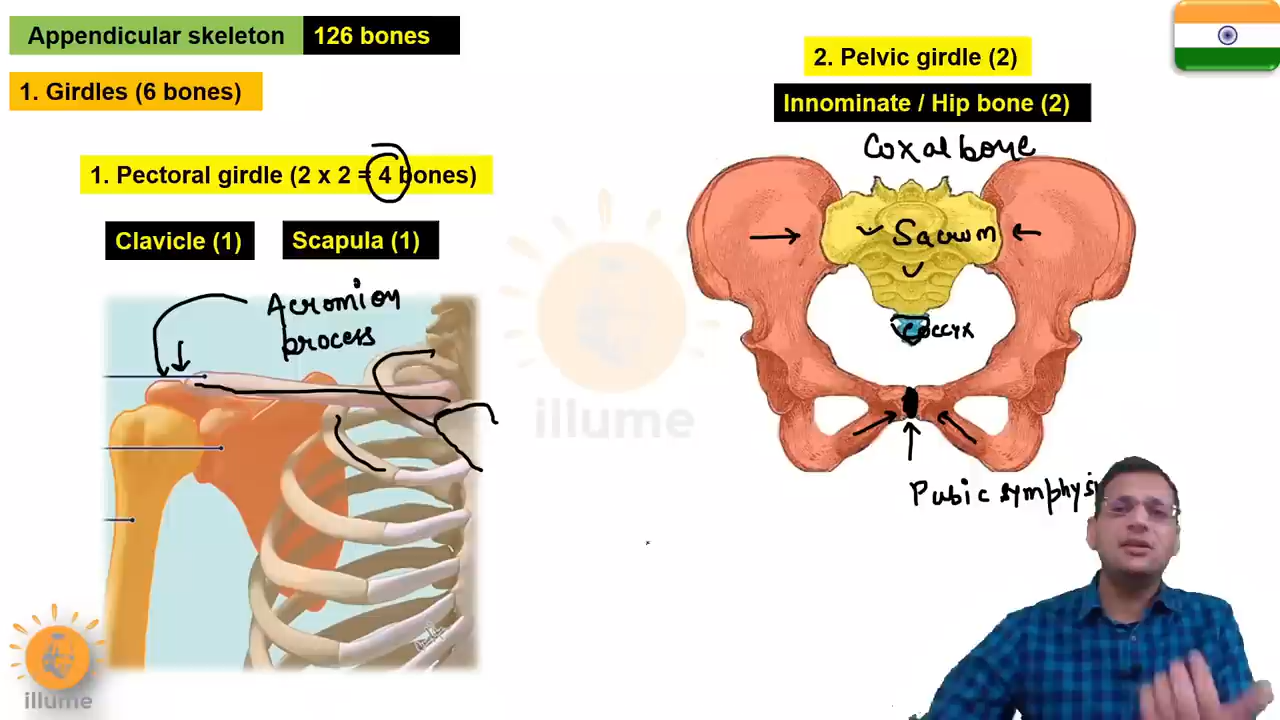 Appendicular skeleton 126 bones
1. Girdles (6 bones)
1. Pectoral girdle (2 x 2 = 4 bones)
Clavicle (1) Scapula (1)
Acromion
process
2. Pelvic girdle (2)
Innominate / Hip bone (2)
Coxal bone
Sacrum
coccyx
Pubic symphysis
illume
illume